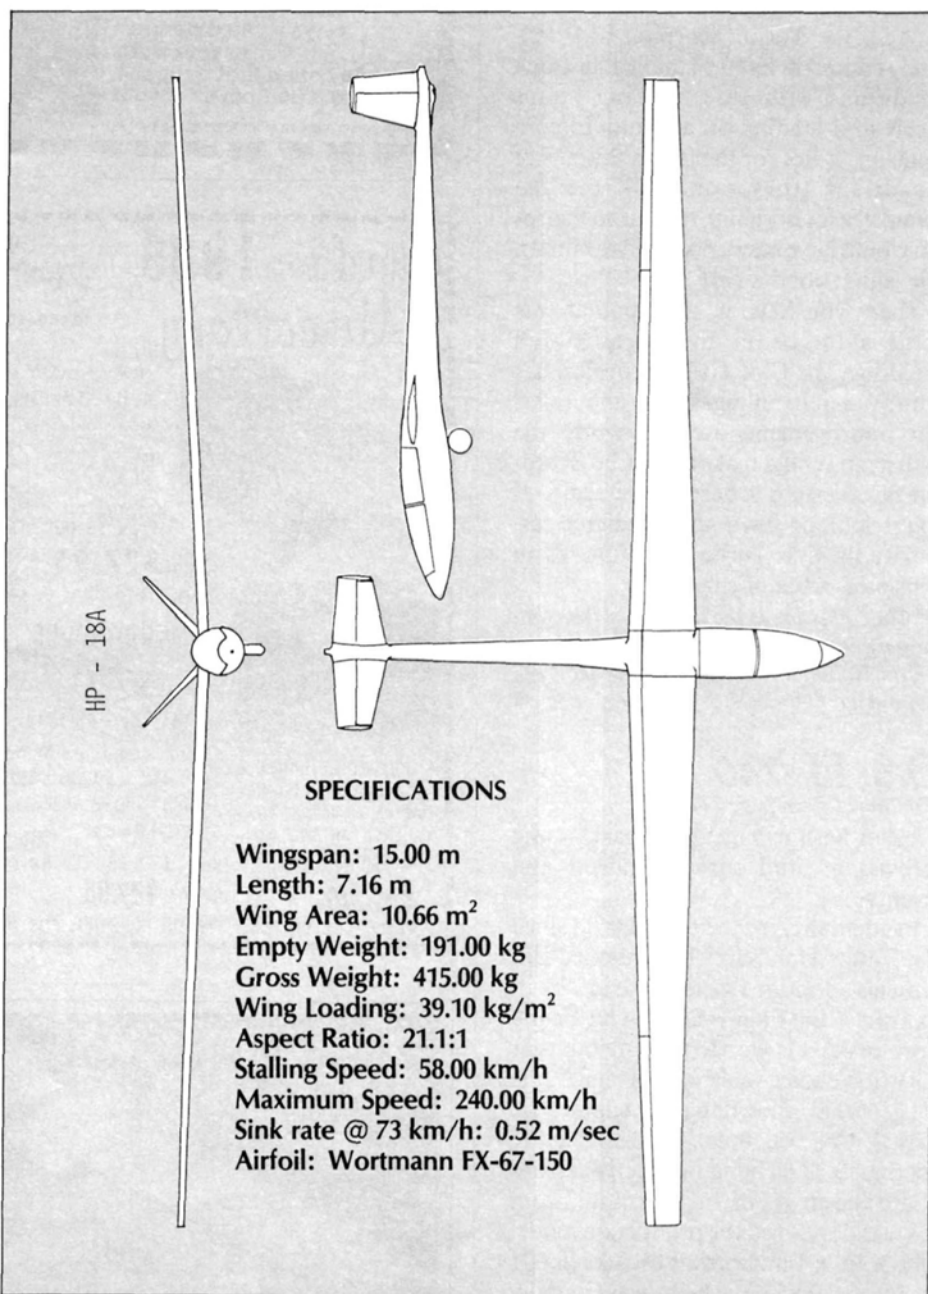 HP - 18A
SPECIFICATIONS
Wingspan: 15.00 m
Length: 7.16 m
Wing Area: 10.66 m²
Empty Weight: 191.00 kg
Gross Weight: 415.00 kg
Wing Loading: 39.10 kg/m²
Aspect Ratio: 21.1:1
Stalling Speed: 58.00 km/h
Maximum Speed: 240.00 km/h
Sink rate @ 73 km/h: 0.52 m/sec
Airfoil: Wortmann FX-67-150